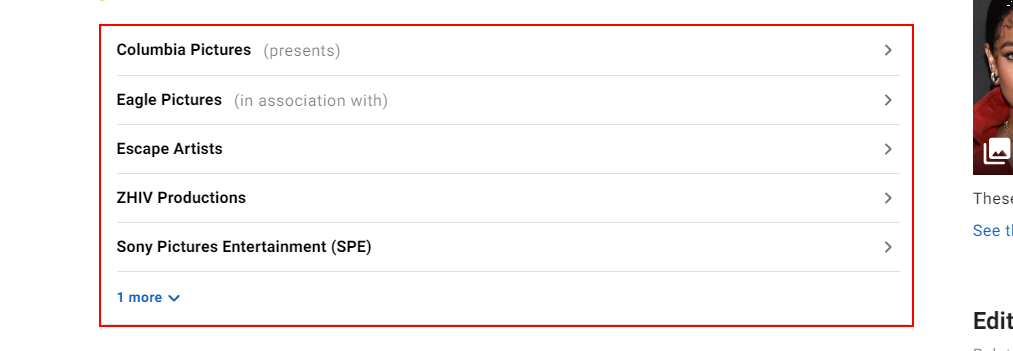 Columbia Pictures (presents)
Eagle Pictures (in association with)
Escape Artists
ZHIV Productions
Sony Pictures Entertainment (SPE)
1 more
These
See
Edit